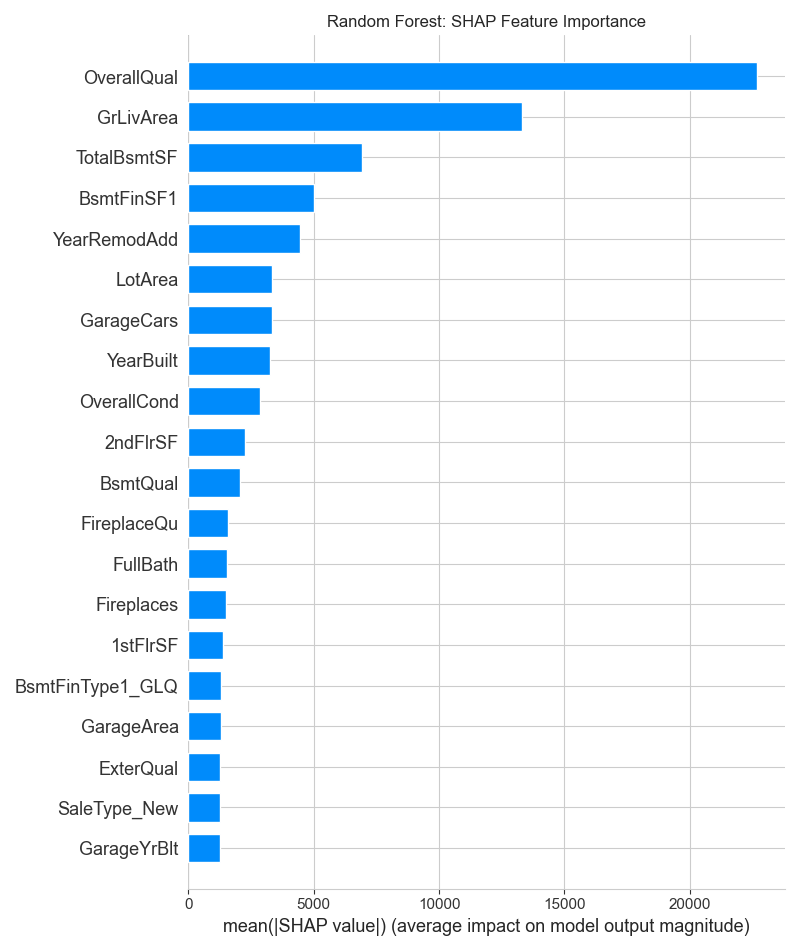 Random Forest: SHAP Feature Importance
OverallQual
GrLivArea
TotalBsmtSF
BsmtFinSF1
YearRemodAdd
LotArea
GarageCars
YearBuilt
OverallCond
2ndFlrSF
BsmtQual
FireplaceQu
FullBath
Fireplaces
1stFlrSF
BsmtFinType1_GLQ
GarageArea
ExterQual
SaleType_New
GarageYrBlt
0 5000 10000 15000 20000
mean(|SHAP value|) (average impact on model output magnitude)